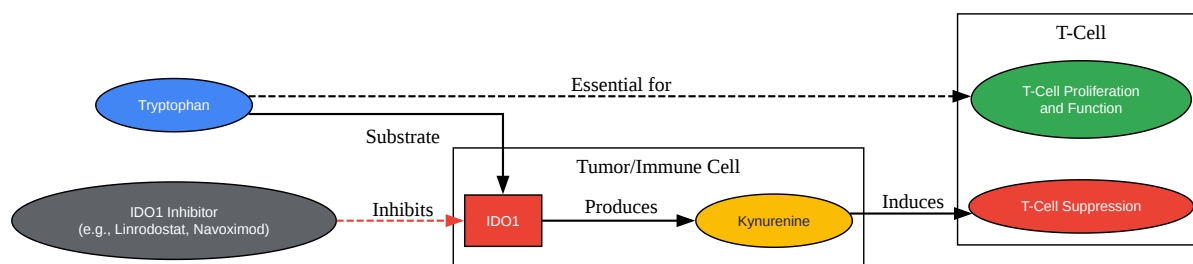 T-Cell
Essential for
Tryptophan
T-Cell Proliferation
and Function
Substrate
Tumor/Immune Cell
IDO1 Inhibitor
(e.g., Linrodostat, Navoximod)
Inhibits
IDO1
Produces
Kynurenine
Induces
T-Cell Suppression